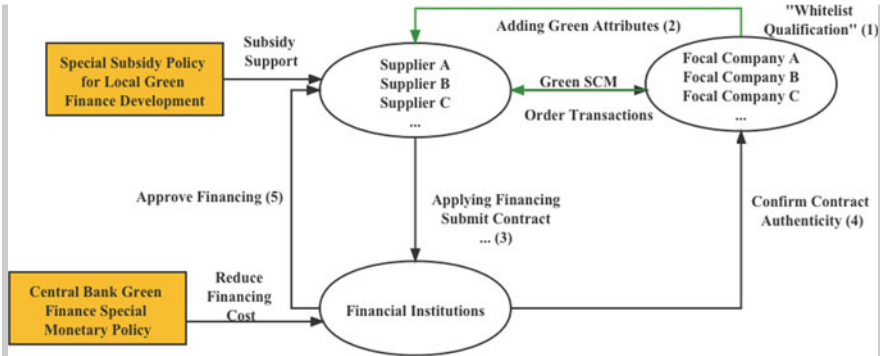 "Whitelist
Qualification" (1)
Adding Green Attributes (2)
Subsidy
Support
Special Subsidy Policy
for Local Green
Finance Development
Supplier A
Supplier B
Supplier C
...
Green SCM
Order Transactions
Focal Company A
Focal Company B
Focal Company C
...
Approve Financing (5)
Applying Financing
Submit Contract
... (3)
Confirm Contract
Authenticity (4)
Central Bank Green
Finance Special
Monetary Policy
Reduce
Financing
Cost
Financial Institutions